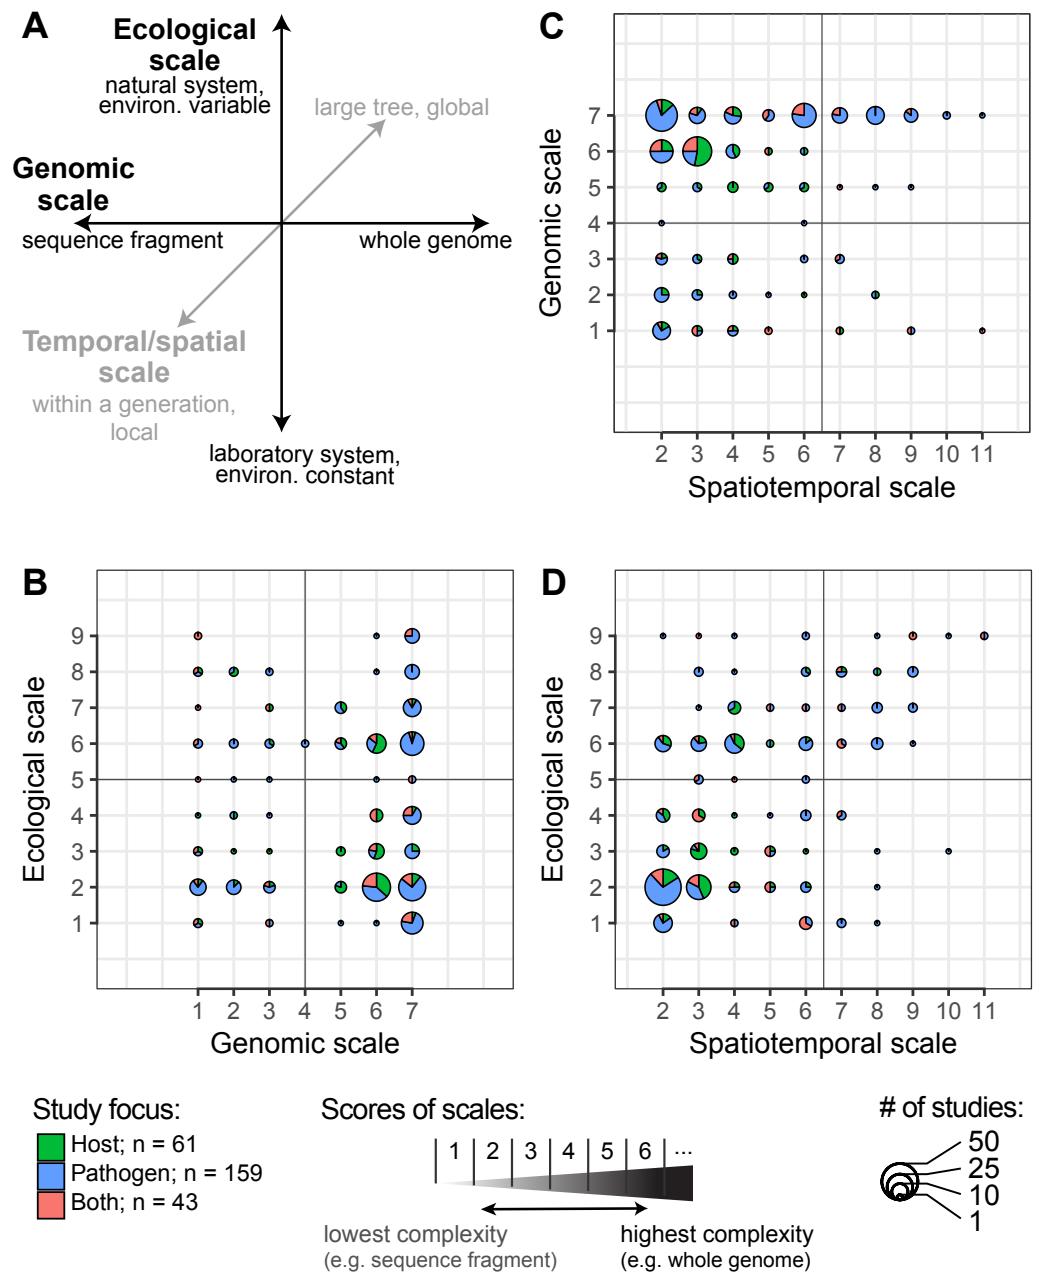 A
Ecological
scale
natural system,
environ. variable
large tree, global
Genomic
scale
sequence fragment
whole genome
Temporal/spatial
scale
within a generation,
local
laboratory system,
environ. constant
C
Genomic scale
7
6
5
4
3
2
1
2 3 4 5 6 7 8 9 10 11
Spatiotemporal scale
B
Ecological scale
9
8
7
6
5
4
3
2
1
1 2 3 4 5 6 7
Genomic scale
D
Ecological scale
9
8
7
6
5
4
3
2
1
2 3 4 5 6 7 8 9 10 11
Spatiotemporal scale
Study focus:
Host; n = 61
Pathogen; n = 159
Both; n = 43
Scores of scales:
1 2 3 4 5 6 ...
lowest complexity
(e.g. sequence fragment)
highest complexity
(e.g. whole genome)
# of studies:
50
25
10
1